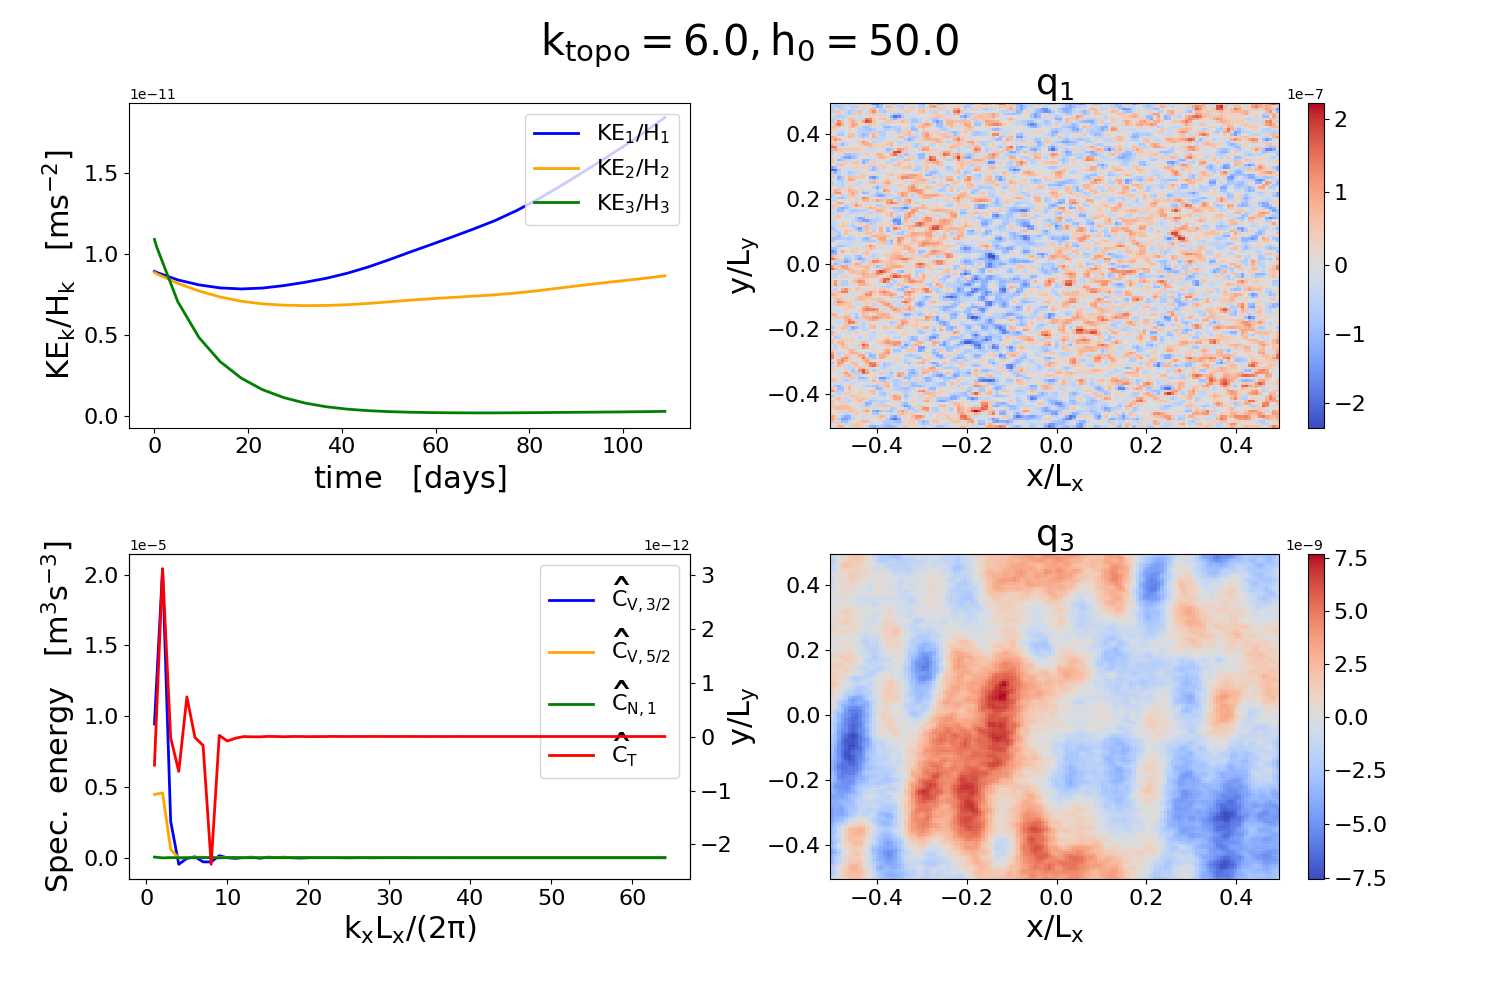 k_topo = 6.0, h_0 = 50.0
1e−11
KE_1/H_1
KE_2/H_2
KE_3/H_3
1.5
1.0
0.5
0.0
KE_k/H_k [ms^−2]
0 20 40 60 80 100
time [days]
q_1
1e−7
0.4
0.2
0.0
−0.2
−0.4
y/L_y
−0.4 −0.2 0.0 0.2 0.4
x/L_x
2
1
0
−1
−2
1e−5
1e−12
Ĉ_V,3/2
Ĉ_V,5/2
Ĉ_N,1
Ĉ_T
2.0
1.5
1.0
0.5
0.0
Spec. energy [m^3s^−3]
3
2
1
0
−1
−2
0 10 20 30 40 50 60
k_xL_x/(2π)
q_3
1e−9
0.4
0.2
0.0
−0.2
−0.4
y/L_y
−0.4 −0.2 0.0 0.2 0.4
x/L_x
7.5
5.0
2.5
0.0
−2.5
−5.0
−7.5